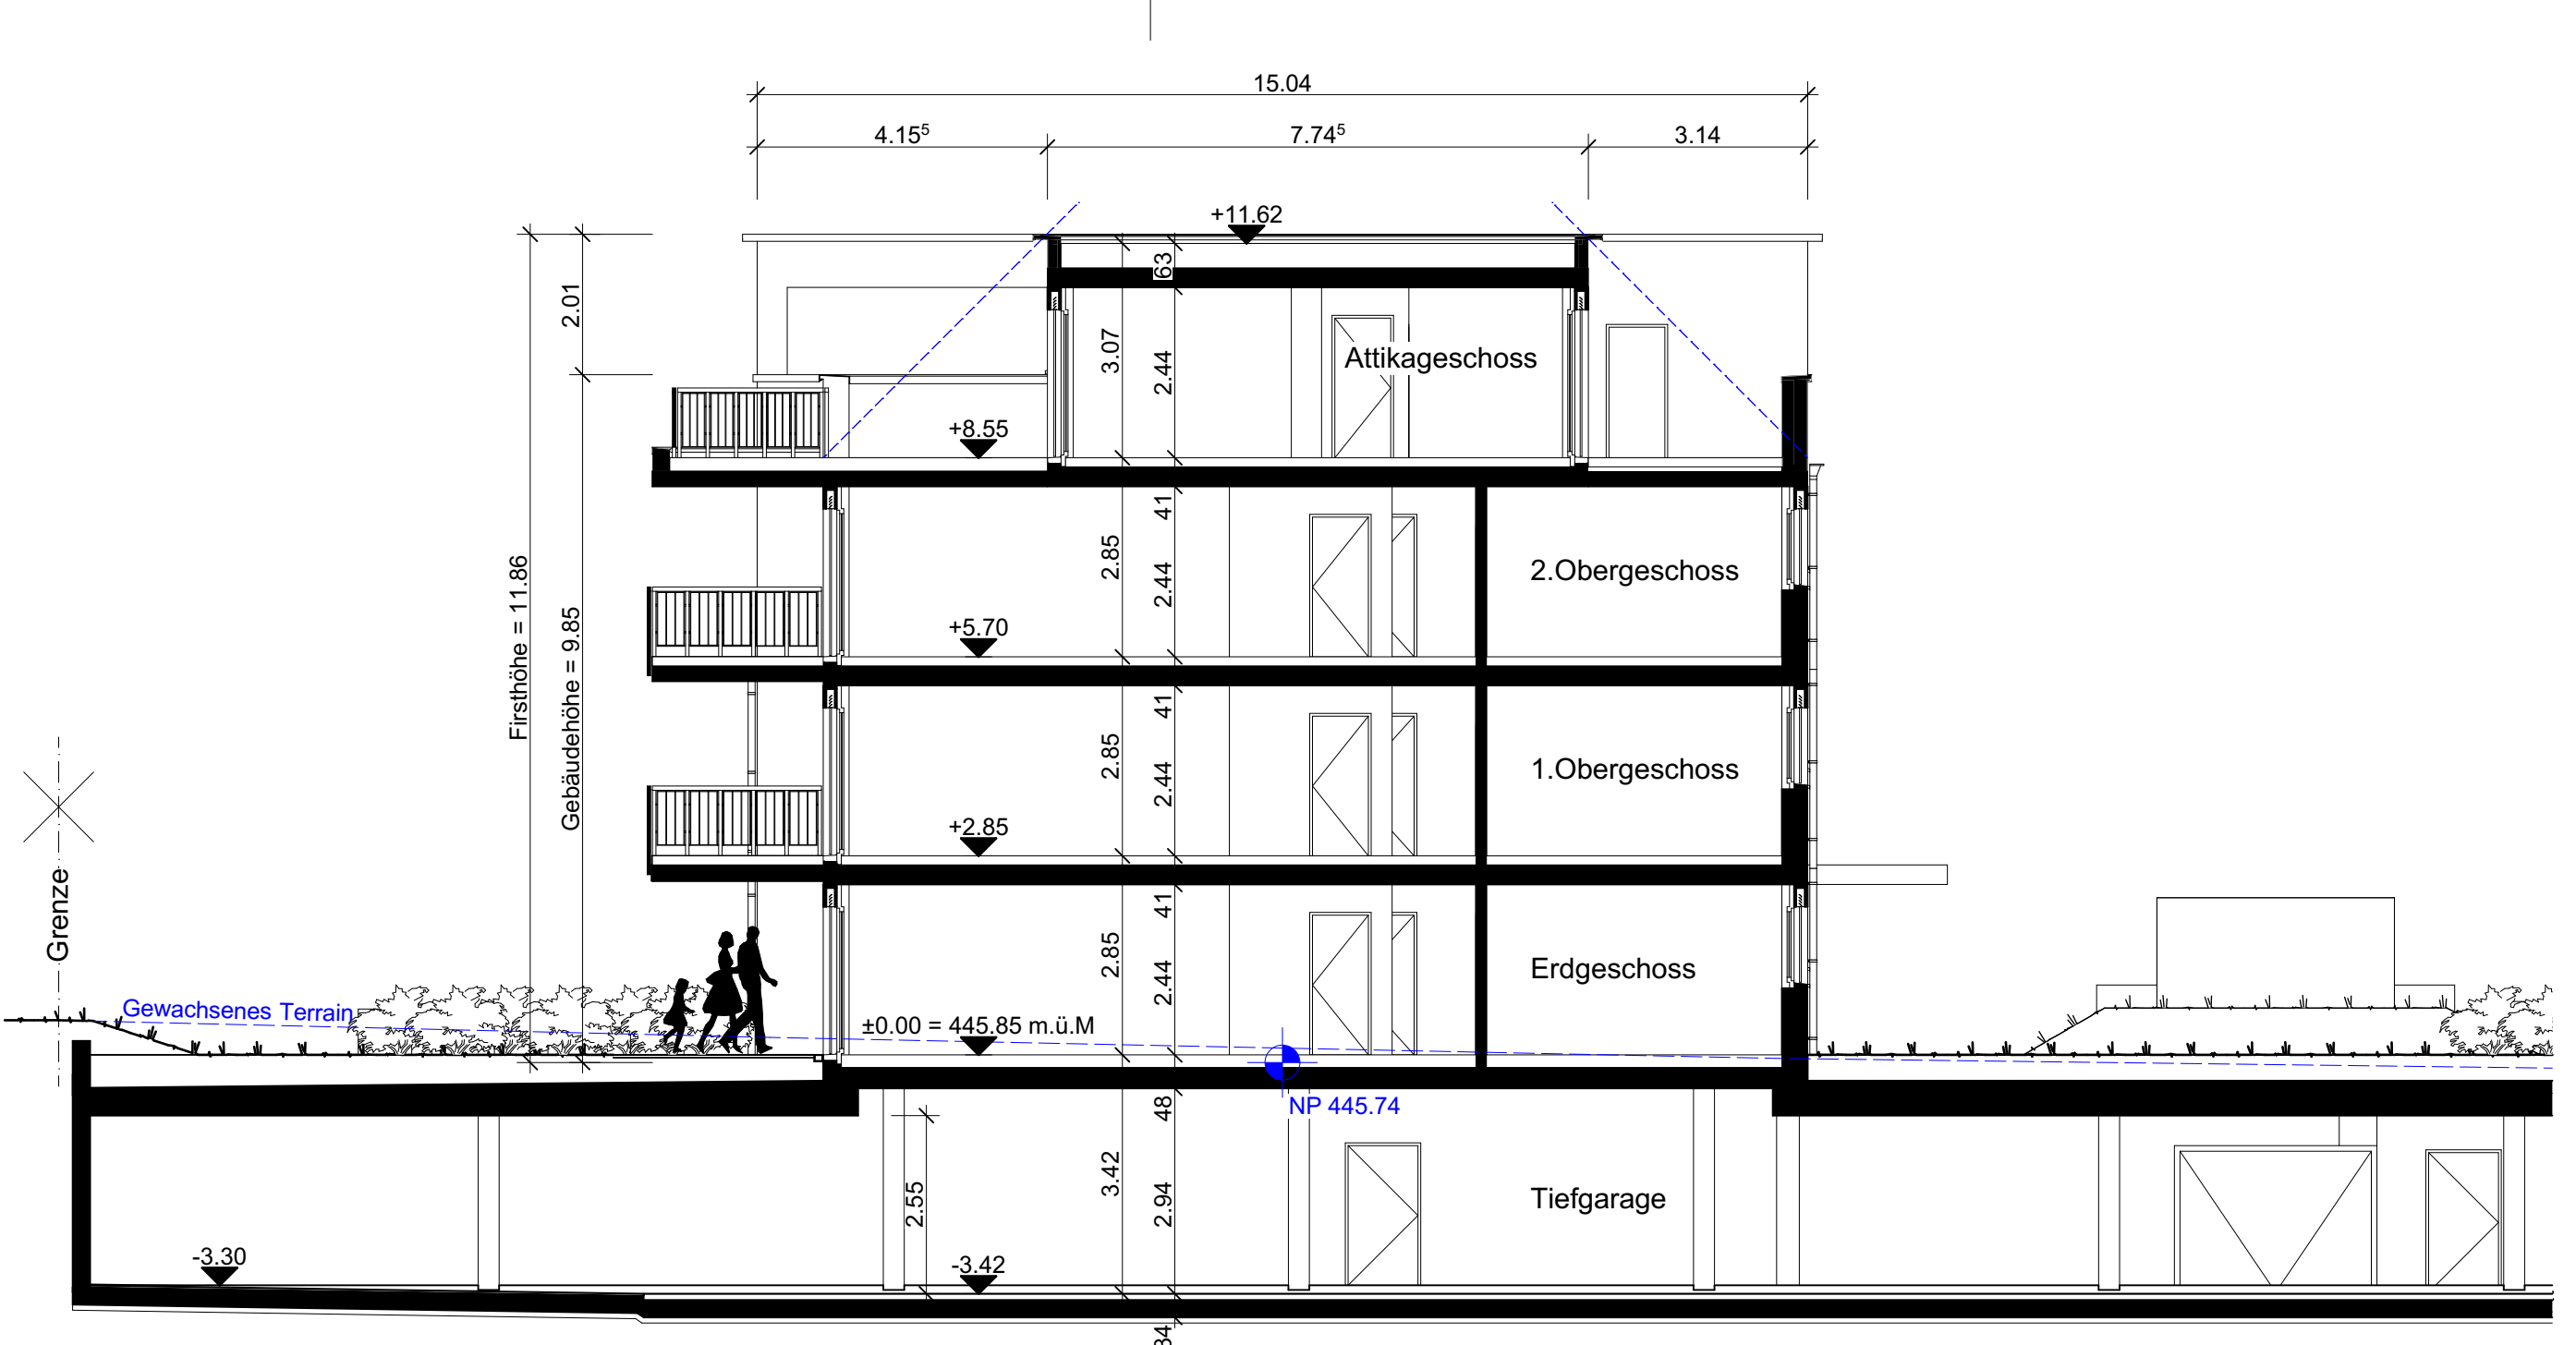 15.04
4.15⁵
7.74⁵
3.14
+11.62
63
2.01
3.07
2.44
Attikageschoss
+8.55
41
2.85
2.44
2.Obergeschoss
+5.70
Firsthöhe = 11.86
Gebäudehöhe = 9.85
41
2.85
2.44
1.Obergeschoss
+2.85
Grenze
41
2.85
2.44
Erdgeschoss
Gewachsenes Terrain
±0.00 = 445.85 m.ü.M
NP 445.74
48
3.42
2.94
2.55
Tiefgarage
-3.30
-3.42